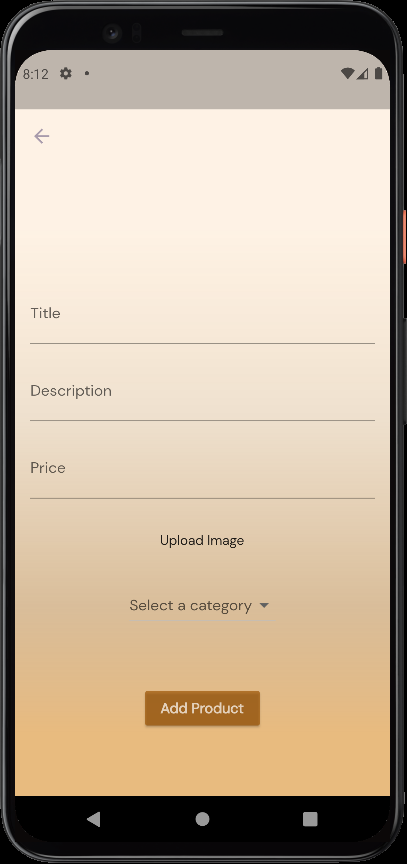 8:12
Title
Description
Price
Upload Image
Select a category
Add Product